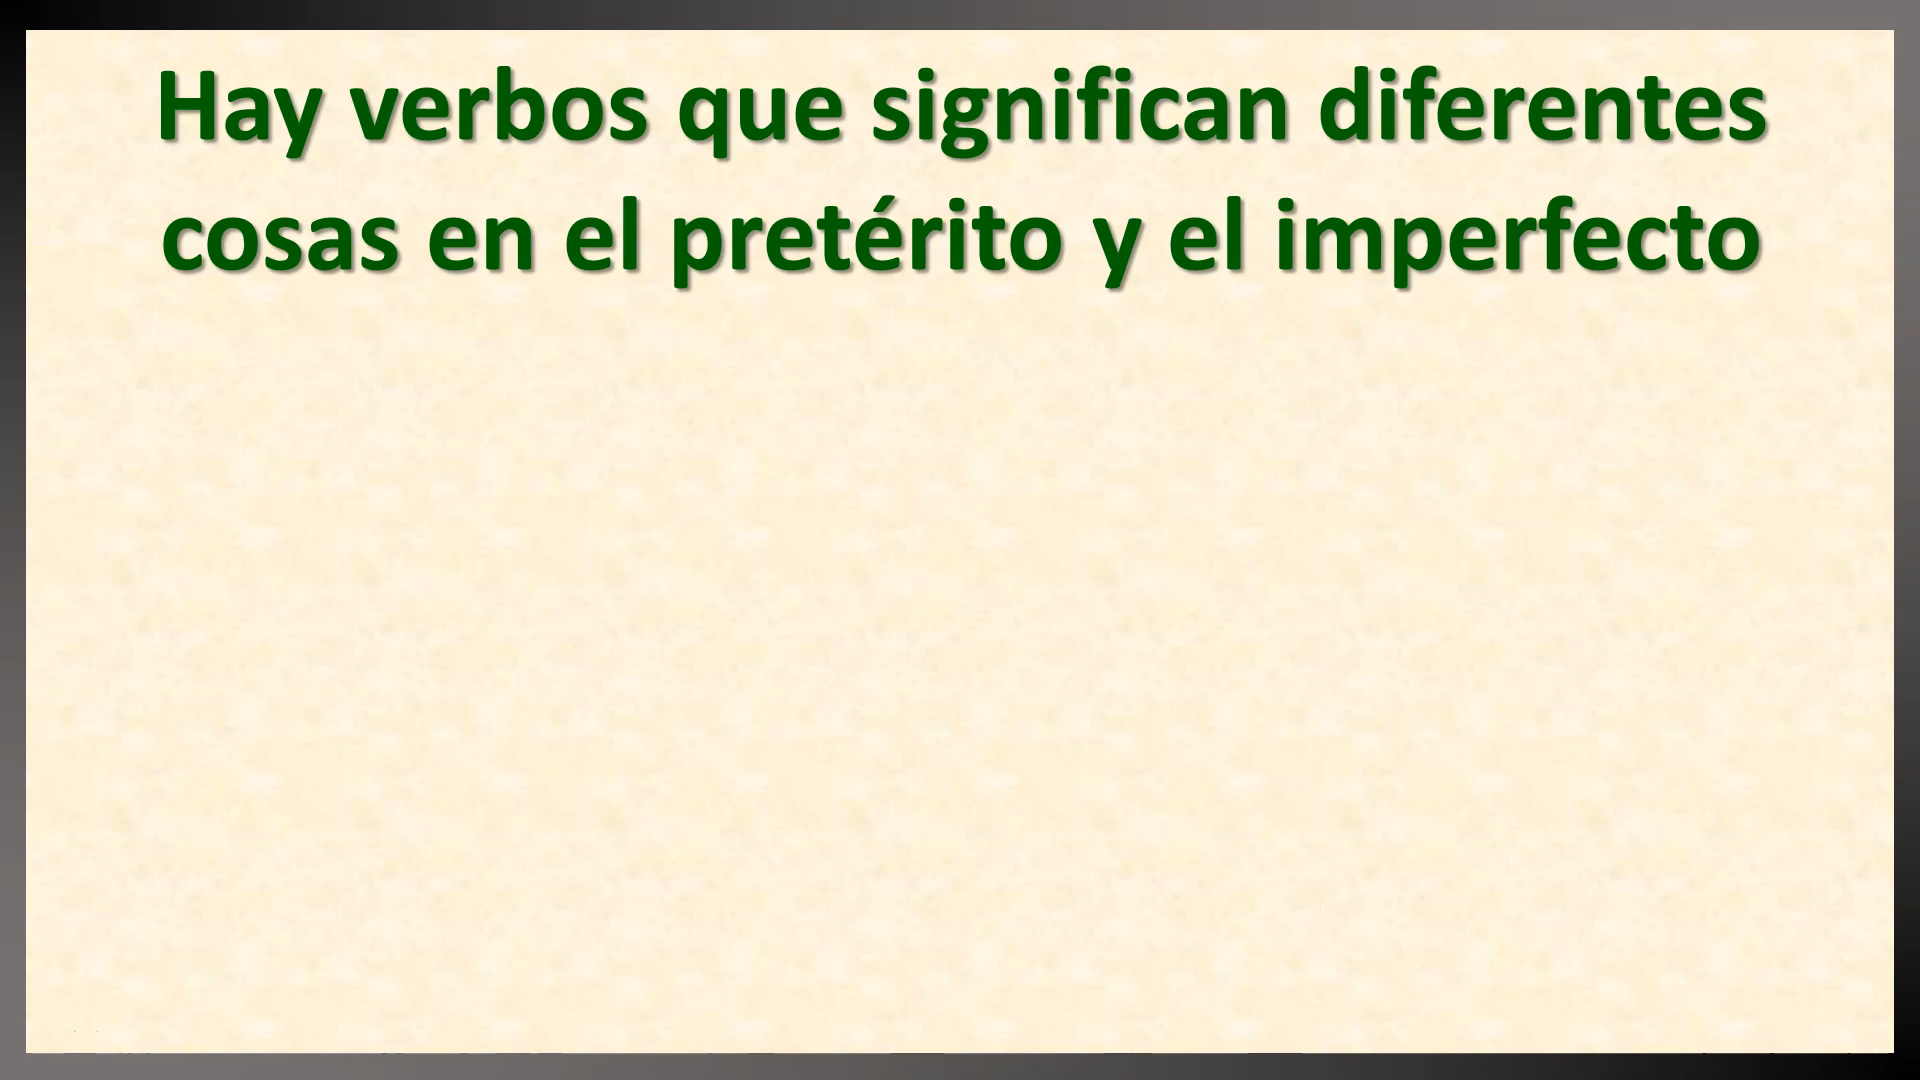 Hay verbos que significan diferentes
cosas en el pretérito y el imperfecto